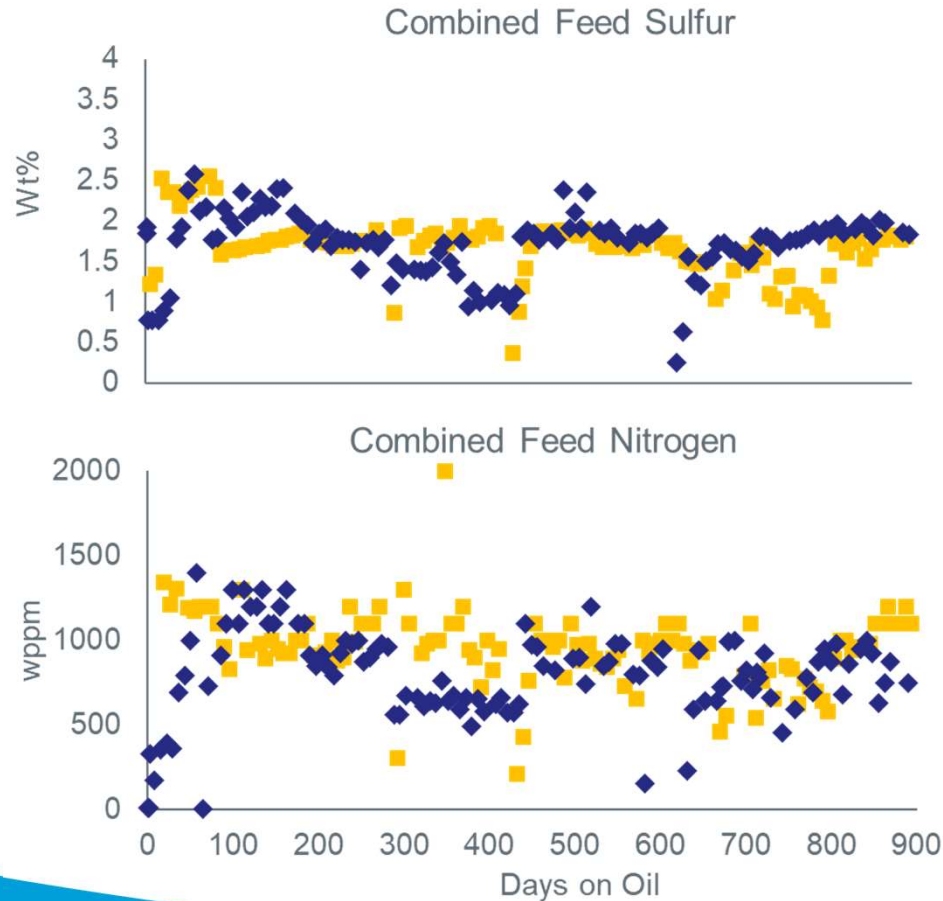 Combined Feed Sulfur
4
3.5
3
2.5
2
1.5
1
0.5
0
Wt%
Combined Feed Nitrogen
2000
1500
1000
500
0
wppm
0 100 200 300 400 500 600 700 800 900
Days on Oil